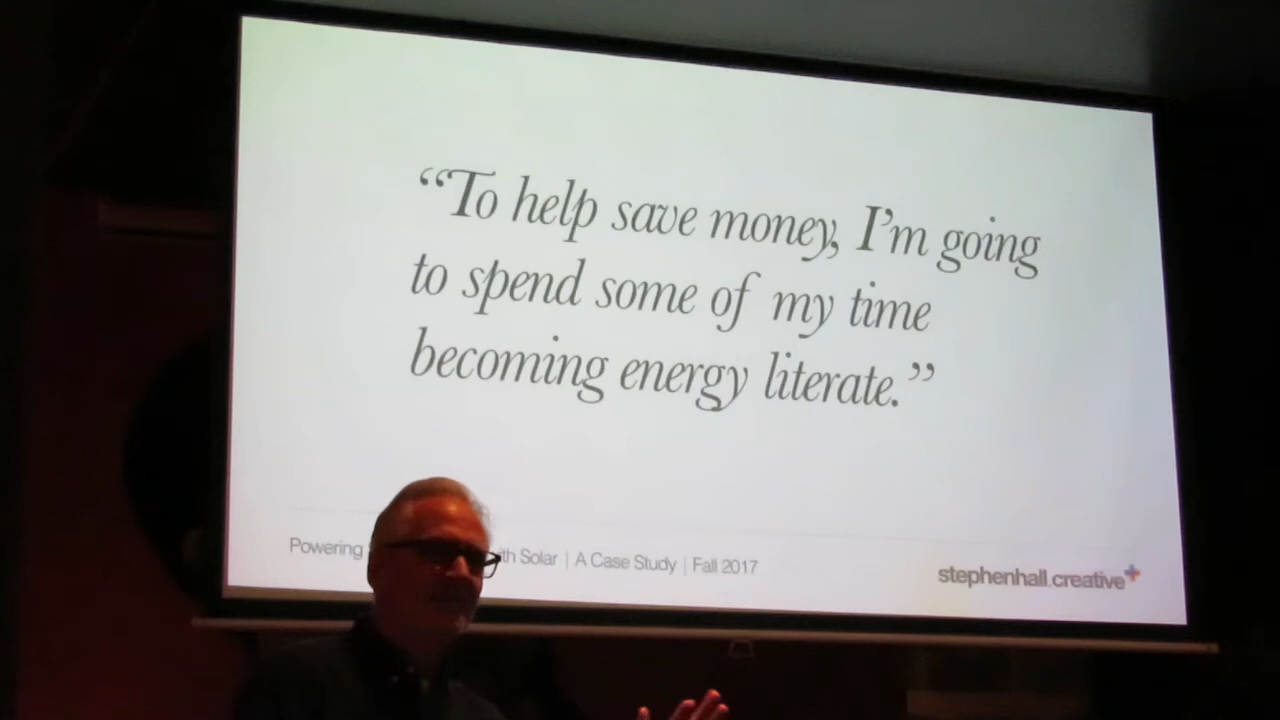 “To help save money, I’m going
to spend some of my time
becoming energy literate.”
Powering ith Solar | A Case Study | Fall 2017
stephenhall.creative+